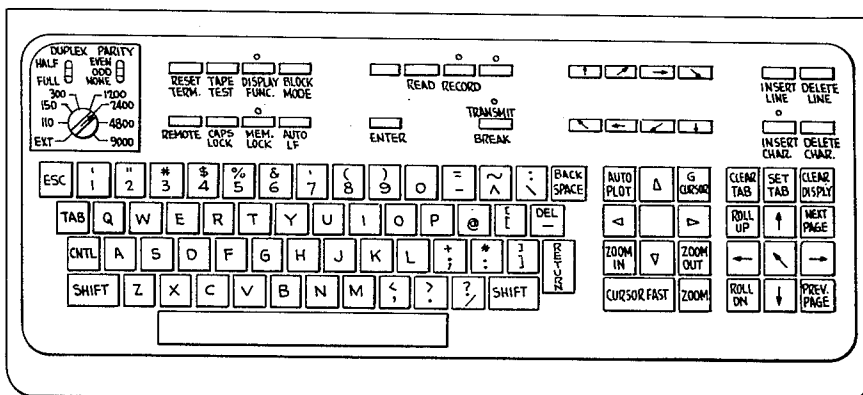 DUPLEX PARITY
HALF EVEN
ODD
FULL NONE
300 1200
150 2400
110 4800
EXT 9000
RESET TERM.
TAPE TEST
DISPLAY FUNC.
BLOCK MODE
READ RECORD
INSERT LINE
DELETE LINE
TRANSMIT
REMOTE
CAPS LOCK
MEM. LOCK
AUTO LF
ENTER
BREAK
INSERT CHAR.
DELETE CHAR.
ESC ' 1 " 2 # 3 $ 4 % 5 & 6 ' 7 ( 8 ) 9 0 = - ~ ^ : \ BACK SPACE
TAB Q W E R T Y U I O P @ [ [ DEL —
CNTL A S D F G H J K L + ; * : ] ] RETURN
SHIFT Z X C V B N M < , > . ? / SHIFT
AUTO PLOT G CURSOR
ZOOM IN ZOOM OUT
CURSOR FAST ZOOM
CLEAR TAB SET TAB CLEAR DISPLY
ROLL UP NEXT PAGE
ROLL DN PREV. PAGE